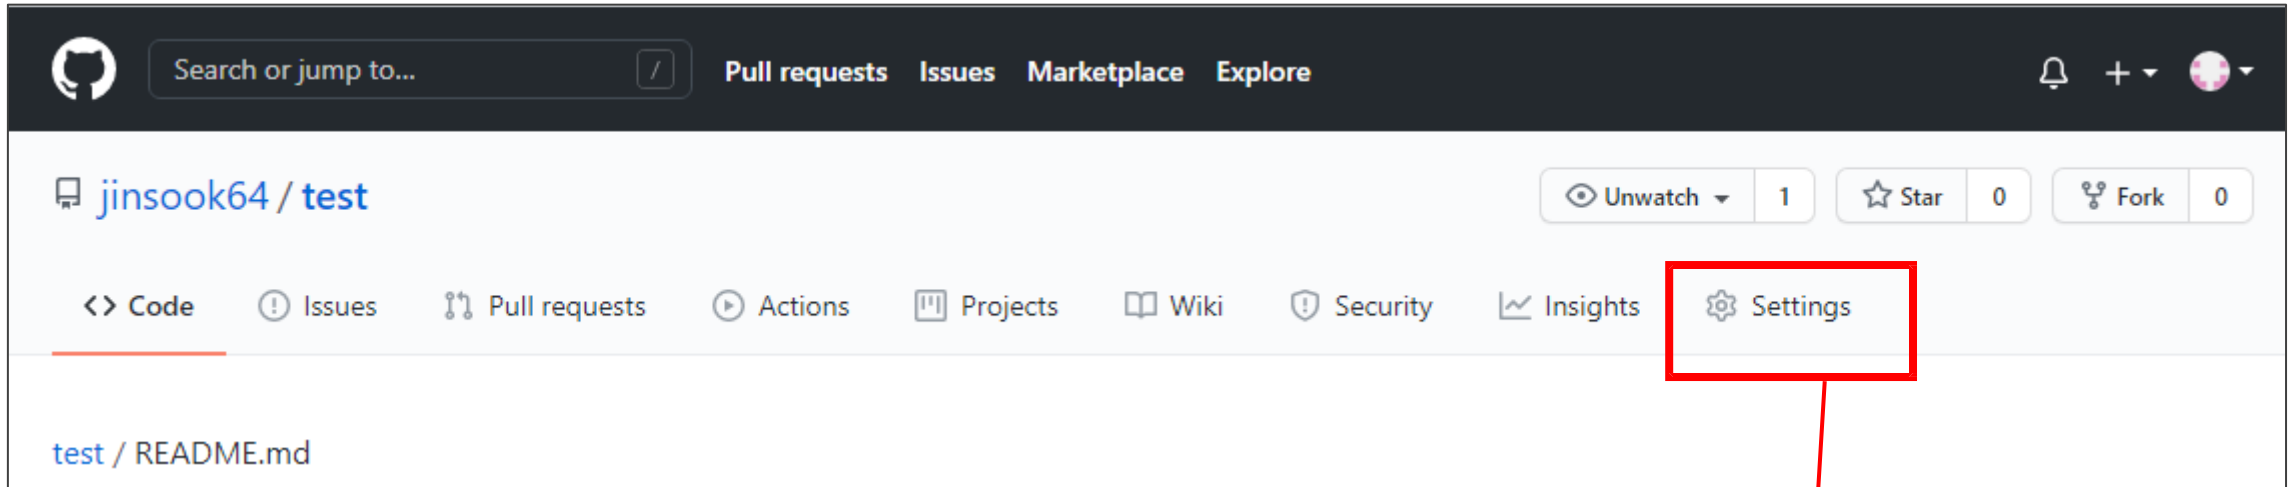 Search or jump to... / Pull requests Issues Marketplace Explore
jinsook64 / test Unwatch 1 Star 0 Fork 0
<> Code Issues Pull requests Actions Projects Wiki Security Insights Settings
test / README.md